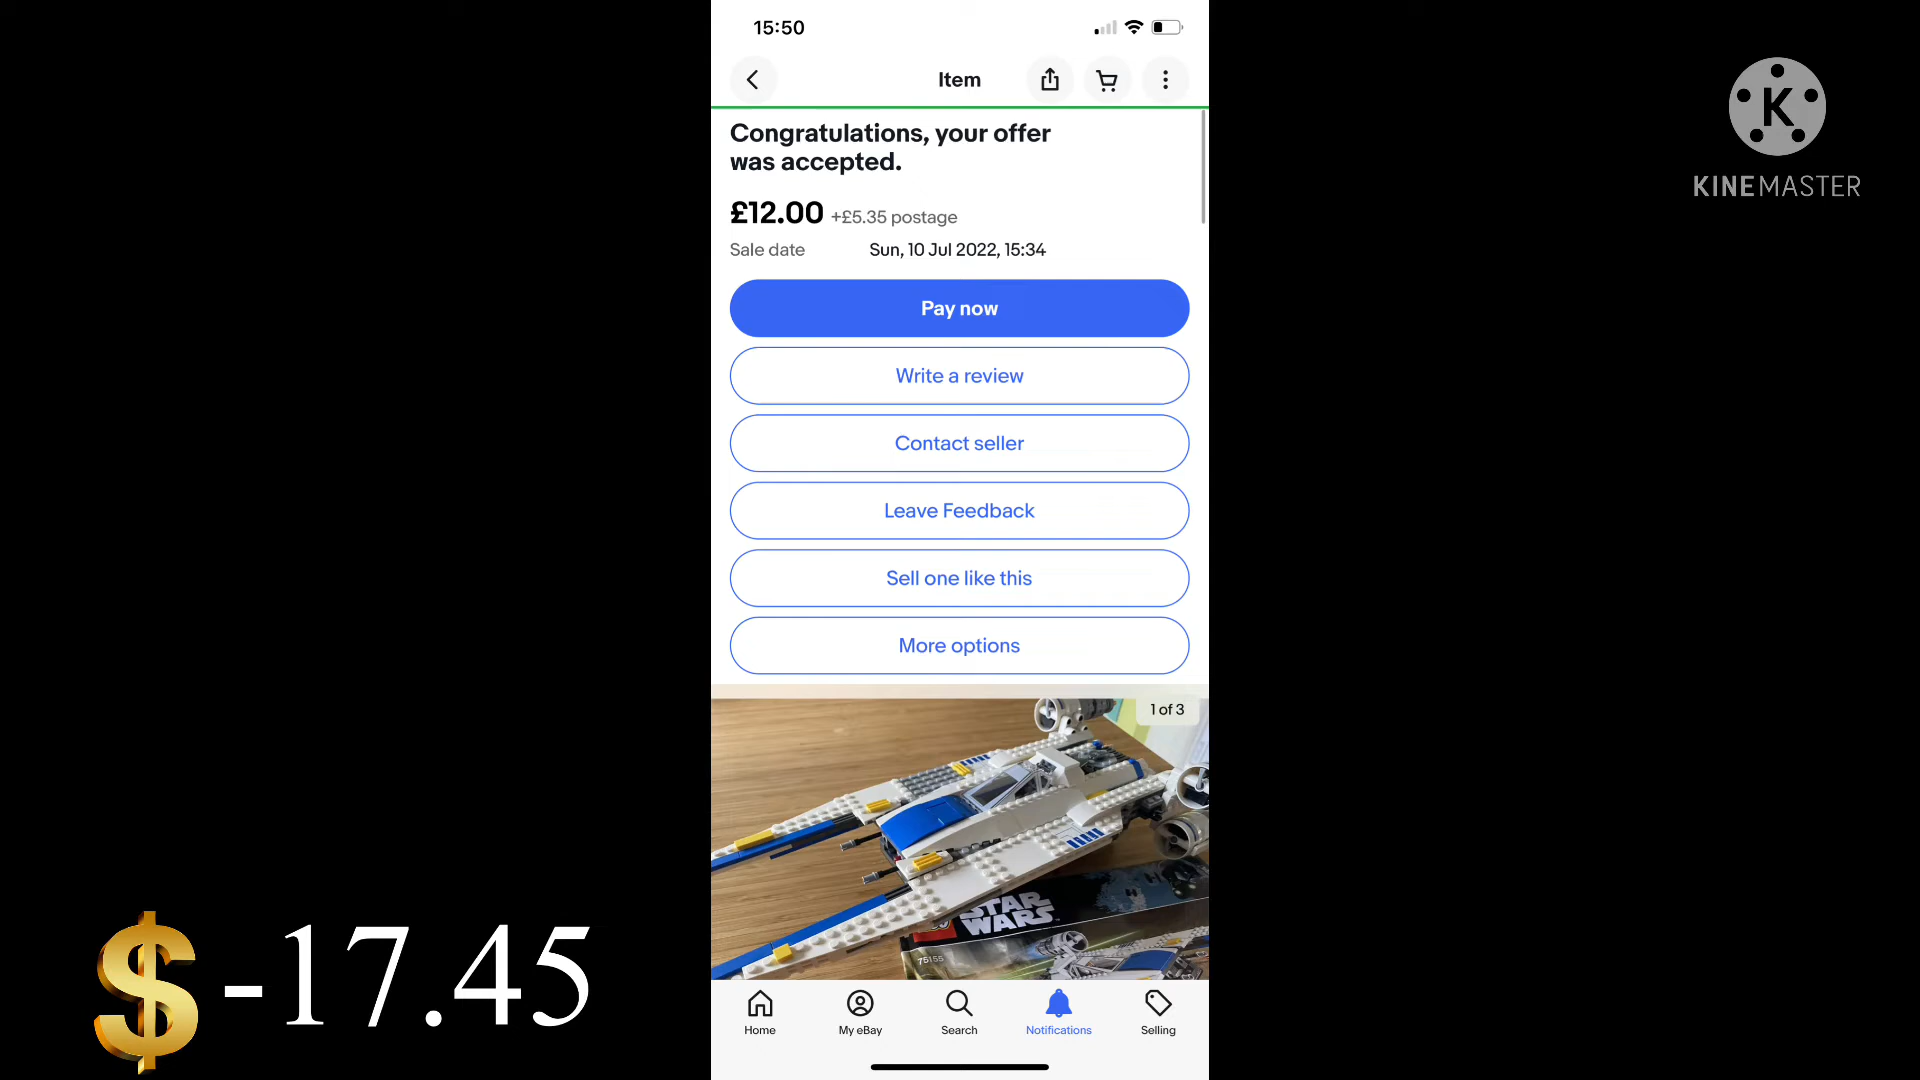 15:50
Item
Congratulations, your offer
was accepted.
£12.00 +£5.35 postage
Sale date Sun, 10 Jul 2022, 15:34
Pay now
Write a review
Contact seller
Leave Feedback
Sell one like this
More options
1 of 3
STAR
WARS
75155
Home My eBay Search Notifications Selling
$ -17.45
K
KINEMASTER